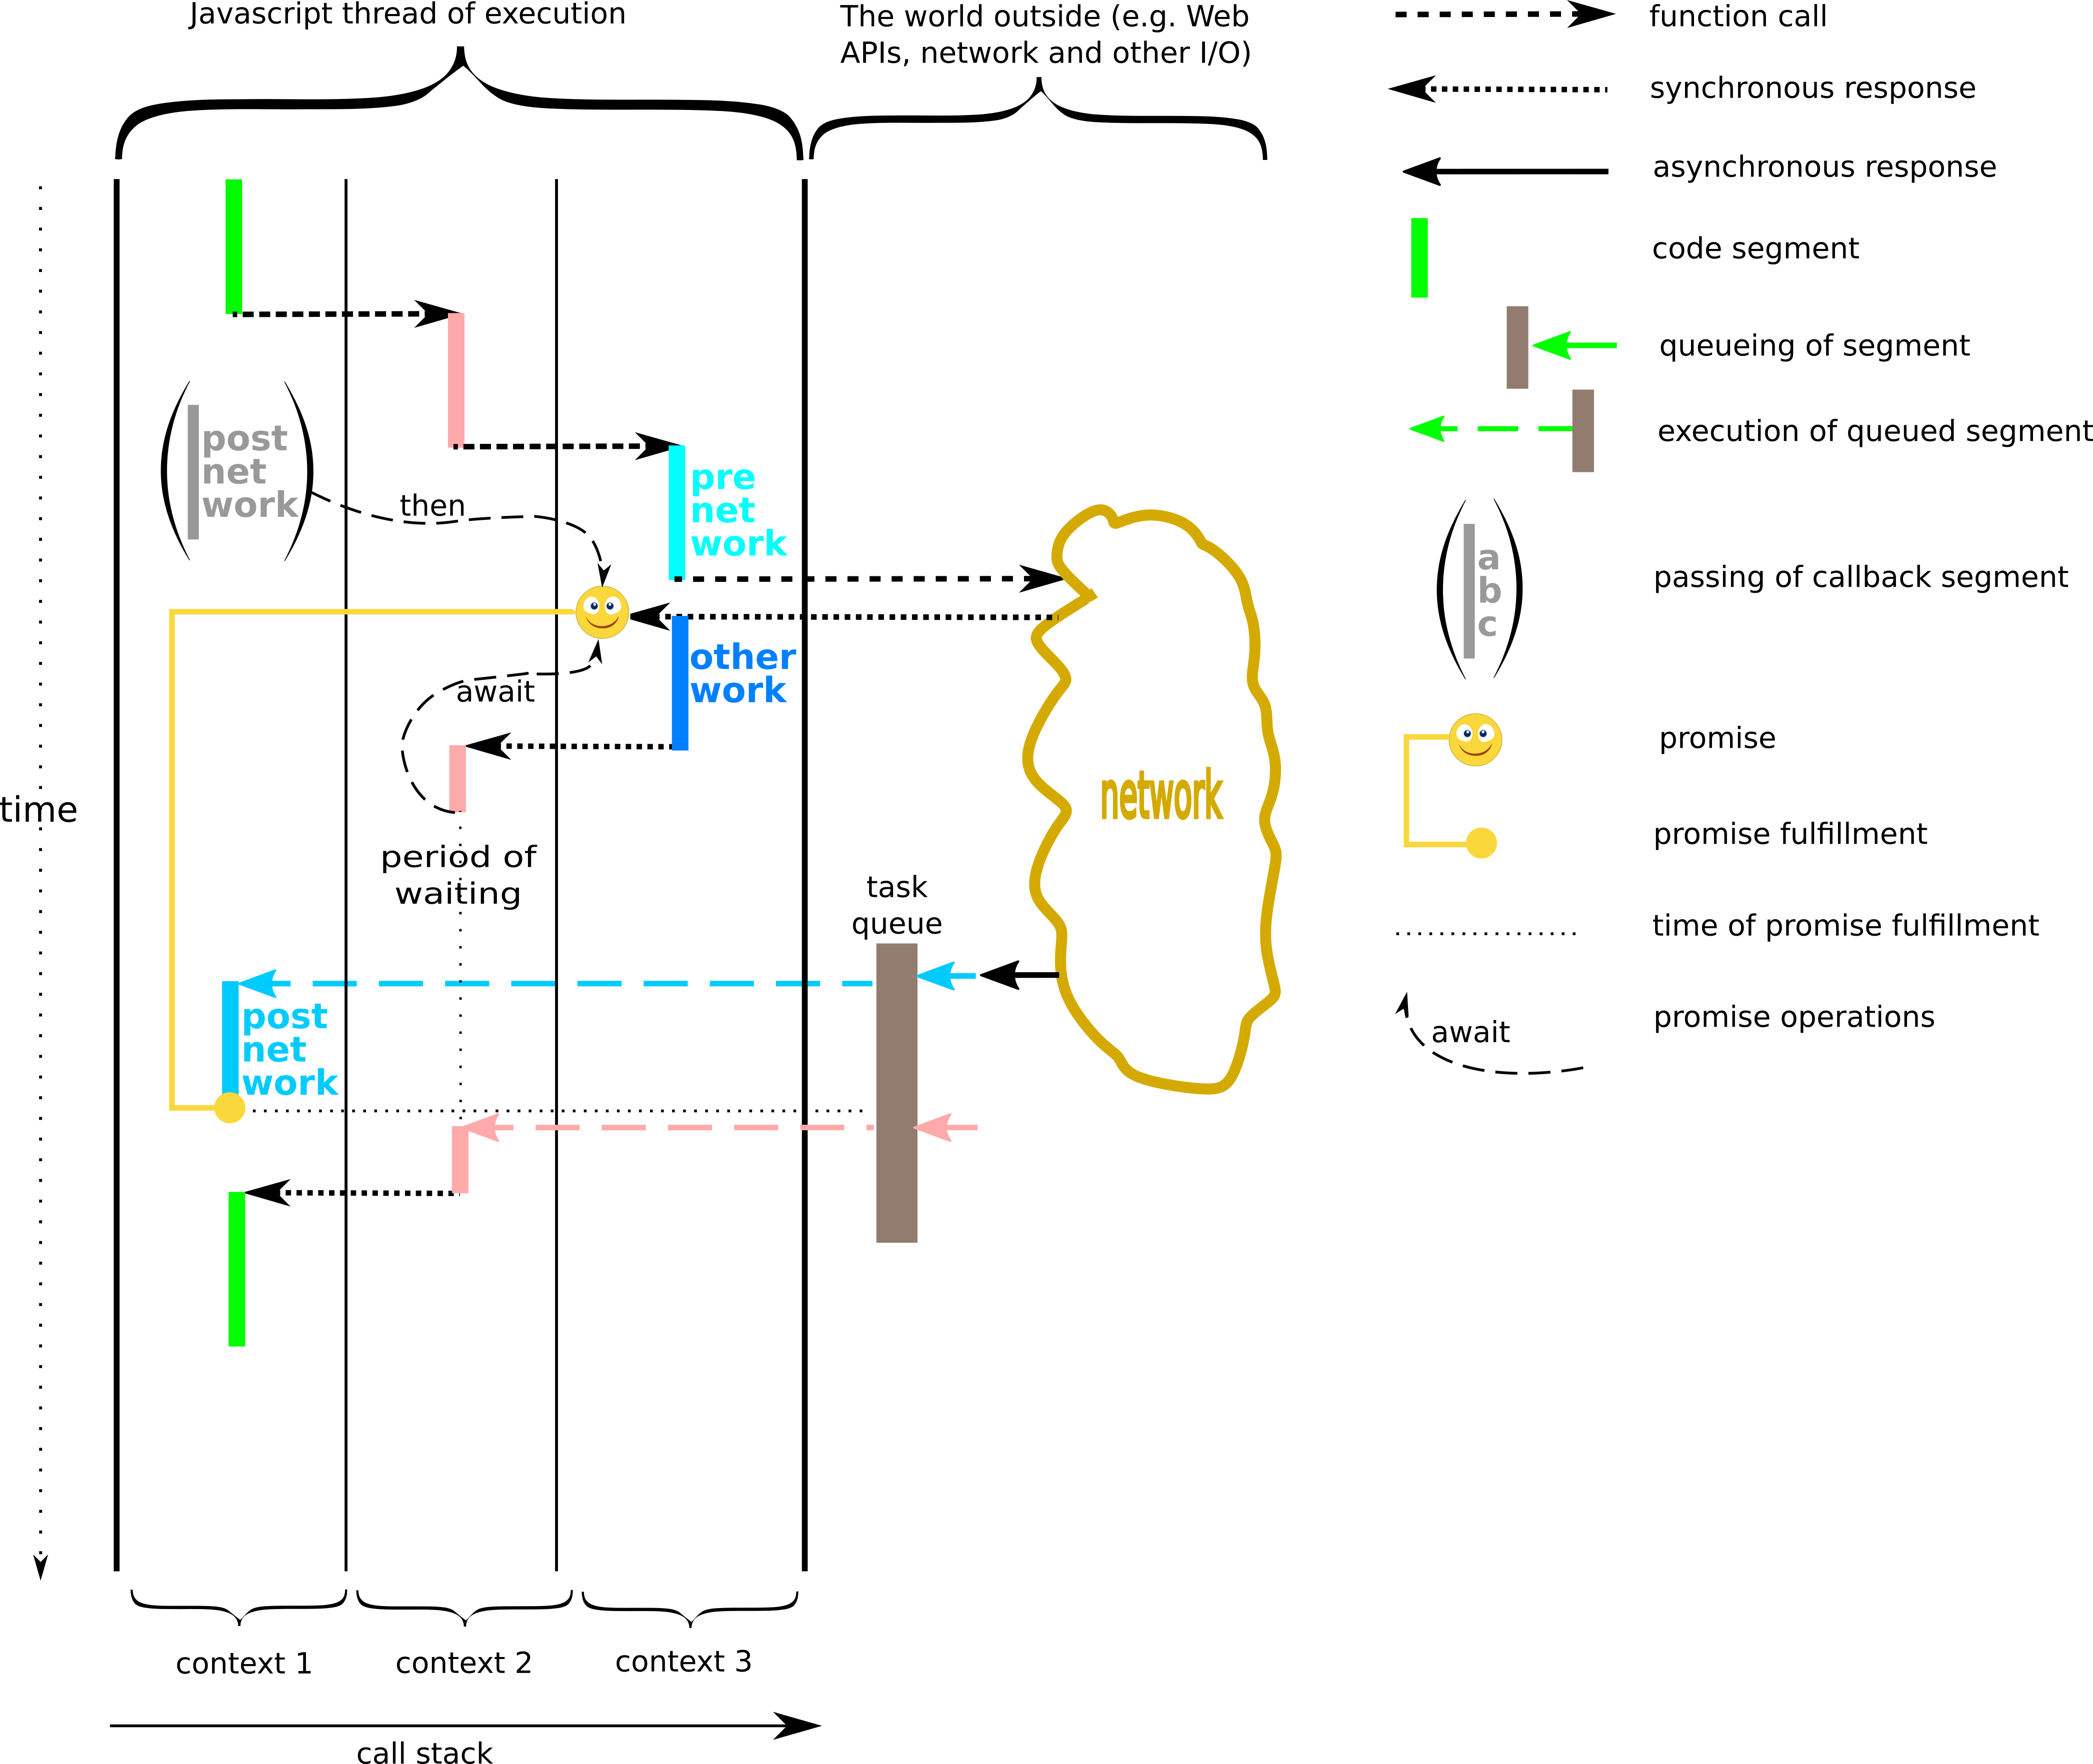 Javascript thread of execution
The world outside (e.g. Web
APIs, network and other I/O)
function call
synchronous response
asynchronous response
code segment
queueing of segment
execution of queued segment
a
b
c
passing of callback segment
promise
promise fulfillment
time of promise fulfillment
await
promise operations
post
net
work
then
pre
net
work
other
work
await
time
period of
waiting
network
task
queue
post
net
work
context 1
context 2
context 3
call stack